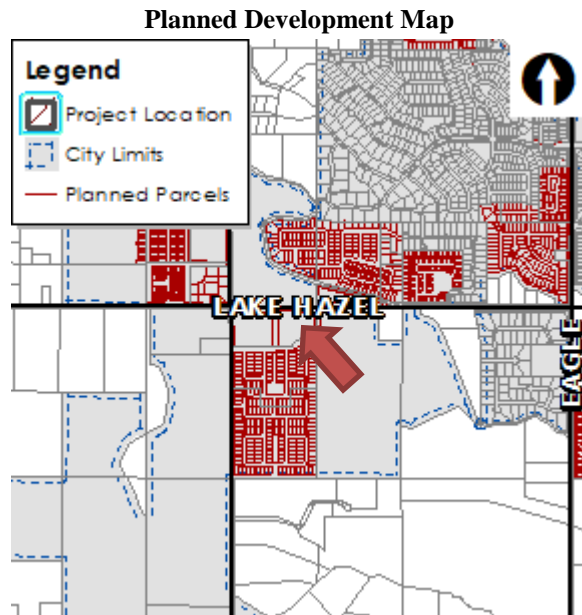 Planned Development Map
Legend
Project Location
City Limits
Planned Parcels
LAKE HAZEL
EAGLE